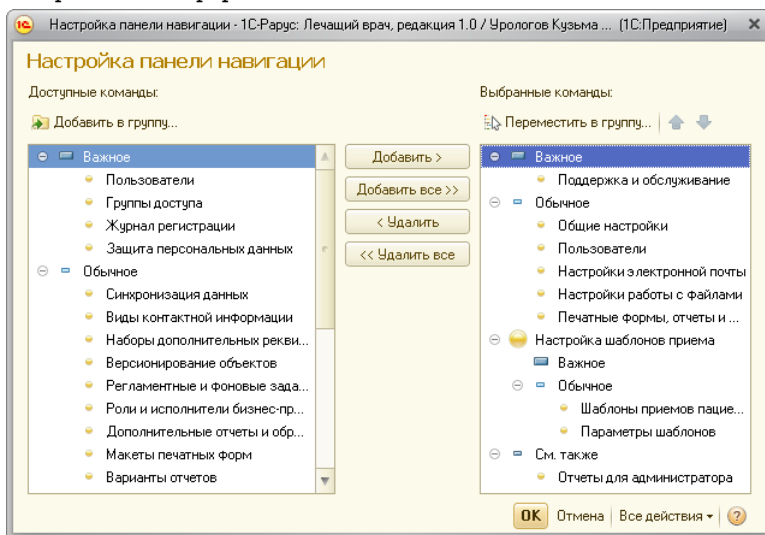 Настройка панели навигации - 1С-Рарус: Лечащий врач, редакция 1.0 / Урологов Кузьма ... (1С:Предприятие)
Настройка панели навигации
Доступные команды:
Добавить в группу...
Важное
Пользователи
Группы доступа
Журнал регистрации
Защита персональных данных
Обычное
Синхронизация данных
Виды контактной информации
Наборы дополнительных рекви...
Версионирование объектов
Регламентные и фоновые зада...
Роли и исполнители бизнес-пр...
Дополнительные отчеты и обр...
Макеты печатных форм
Варианты отчетов
Добавить >
Добавить все >>
< Удалить
<< Удалить все
Выбранные команды:
Переместить в группу...
Важное
Поддержка и обслуживание
Обычное
Общие настройки
Пользователи
Настройки электронной почты
Настройки работы с файлами
Печатные формы, отчеты и ...
Настройка шаблонов приема
Важное
Обычное
Шаблоны приемов пацие...
Параметры шаблонов
См. также
Отчеты для администратора
ОК Отмена Все действия ?